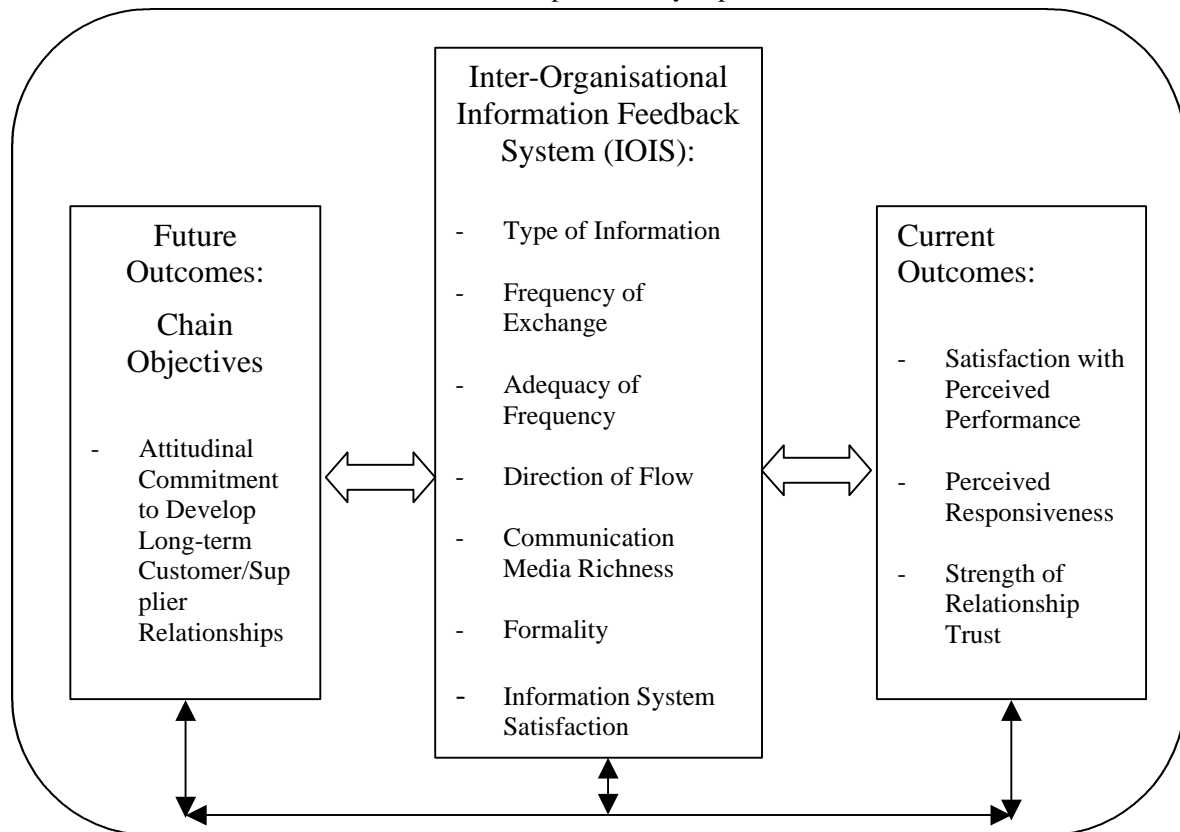 Inter-Organisational
Information Feedback
System (IOIS):
- Type of Information
- Frequency of
Exchange
- Adequacy of
Frequency
- Direction of Flow
- Communication
Media Richness
- Formality
- Information System
Satisfaction
Future
Outcomes:
Chain
Objectives
- Attitudinal
Commitment
to Develop
Long-term
Customer/Sup
plier
Relationships
Current
Outcomes:
- Satisfaction with
Perceived
Performance
- Perceived
Responsiveness
- Strength of
Relationship
Trust